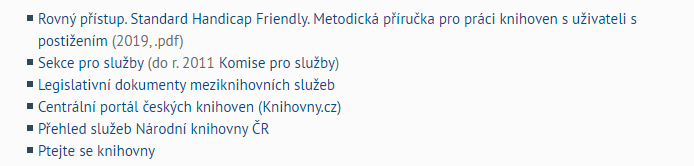 Rovný přístup. Standard Handicap Friendly. Metodická příručka pro práci knihoven s uživateli s
postižením (2019, .pdf)
Sekce pro služby (do r. 2011 Komise pro služby)
Legislativní dokumenty meziknihovních služeb
Centrální portál českých knihoven (Knihovny.cz)
Přehled služeb Národní knihovny ČR
Ptejte se knihovny